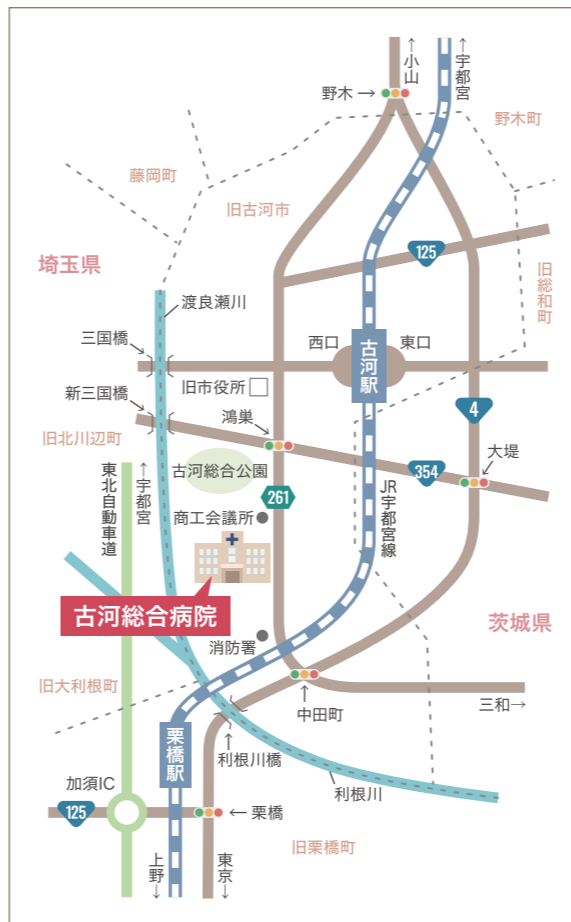 ↑小山
↑宇都宮
野木→
野木町
藤岡町
旧古河市
125
埼玉県
旧総和町
渡良瀬川
三国橋
西口
古河駅
東口
旧市役所
新三国橋
鴻巣
4
旧北川辺町
大堤
古河総合公園
354
↑宇都宮
東北自動車道
261
JR宇都宮線
商工会議所
古河総合病院
茨城県
消防署
旧大利根町
↑
中田町
三和→
栗橋駅
↑
利根川橋
利根川
加須IC
125
←栗橋
旧栗橋町
上野↓
東京↓